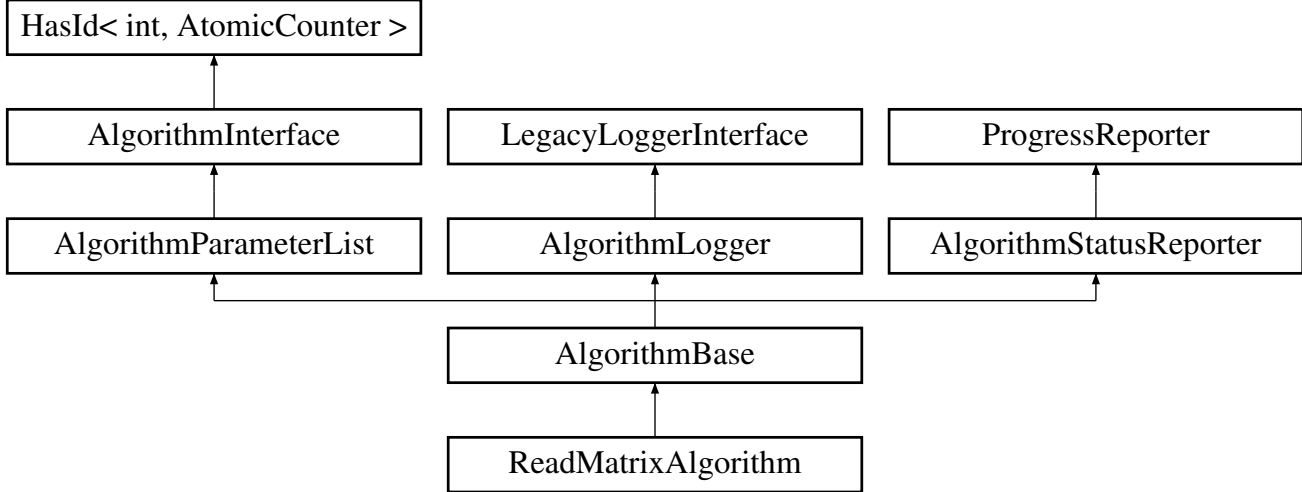 HasId< int, AtomicCounter >
AlgorithmInterface
LegacyLoggerInterface
ProgressReporter
AlgorithmParameterList
AlgorithmLogger
AlgorithmStatusReporter
AlgorithmBase
ReadMatrixAlgorithm